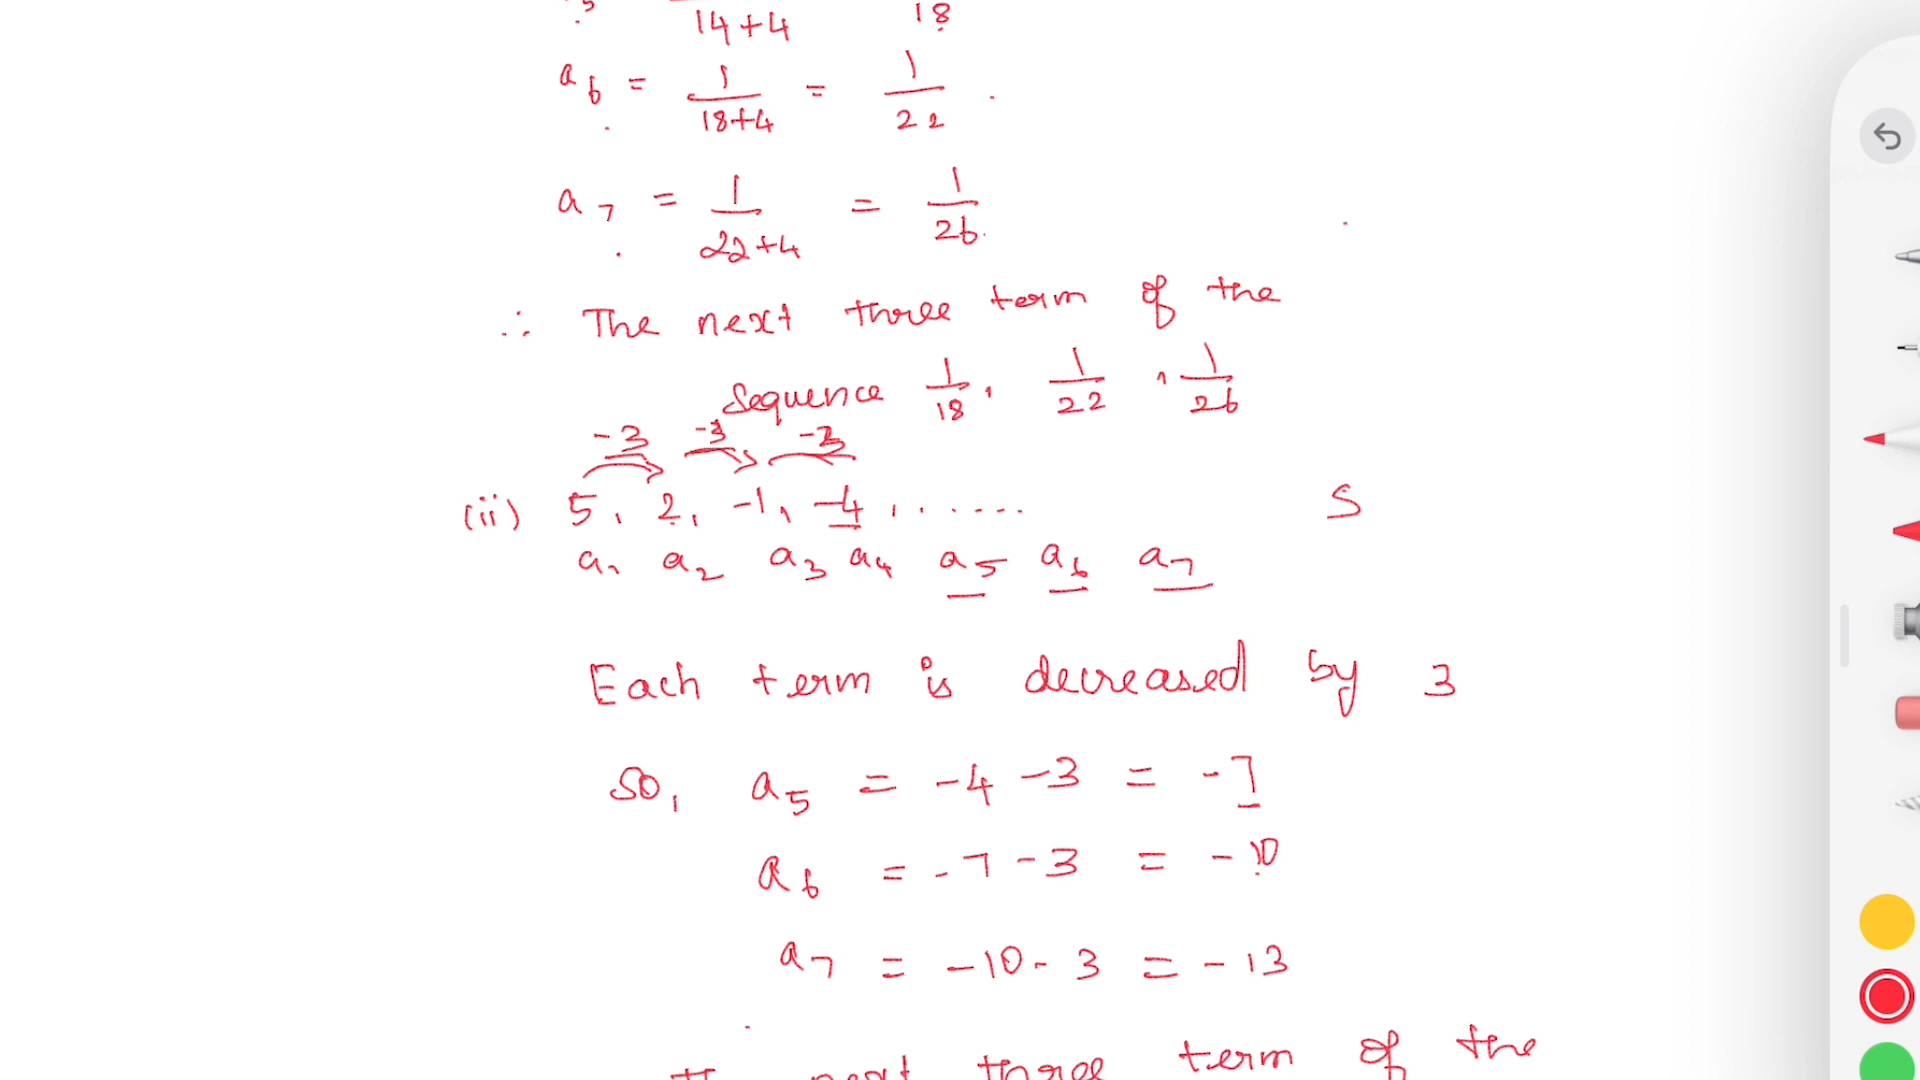 14+4 18
a6 = 1/18+4 = 1/22 .
a7 = 1/22+4 = 1/26.
∴ The next three term of the
Sequence 1/18, 1/22, 1/26
-3 -3 -3
(ii) 5, 2, -1, -4, ......
S
a1 a2 a3 a4 a5 a6 a7
Each term is decreased by 3
So, a5 = -4 -3 = -7
a6 = -7 -3 = -10
a7 = -10 - 3 = -13
next three term of the